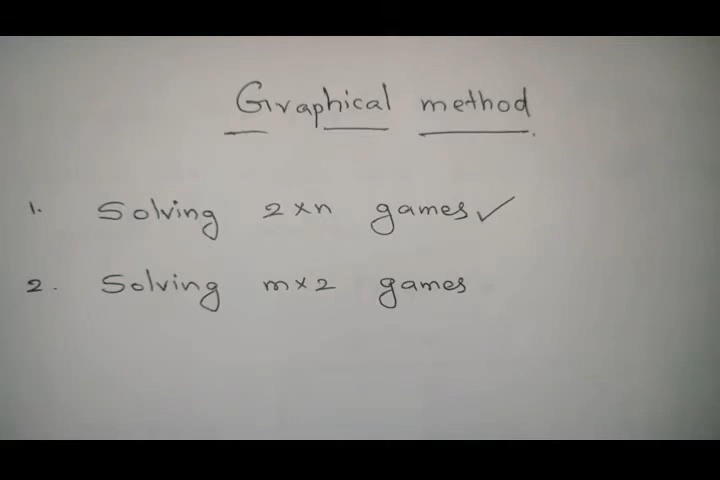 Graphical method.
1. Solving 2×n games ✓
2. Solving m×2 games